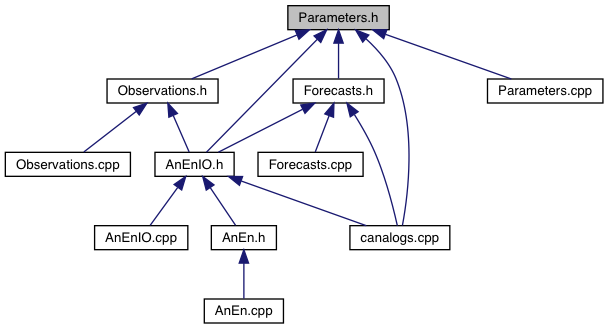 Parameters.h
Observations.h
Forecasts.h
Parameters.cpp
Observations.cpp
AnEnIO.h
Forecasts.cpp
AnEnIO.cpp
AnEn.h
canalogs.cpp
AnEn.cpp